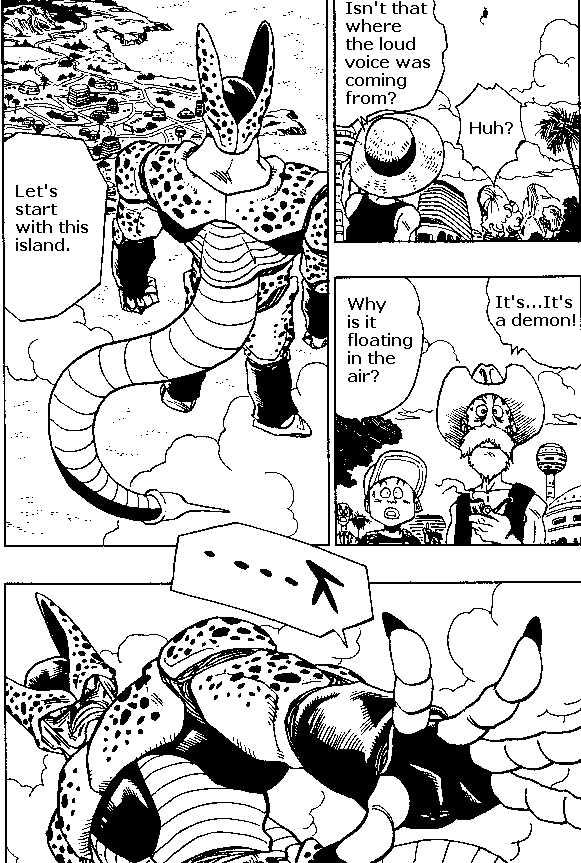 Huh?
Isn't that
where
the loud
voice was
coming
from?
It's...It's
a demon!
Why
is it
floating
in the
air?
Let's
start
with this
island.